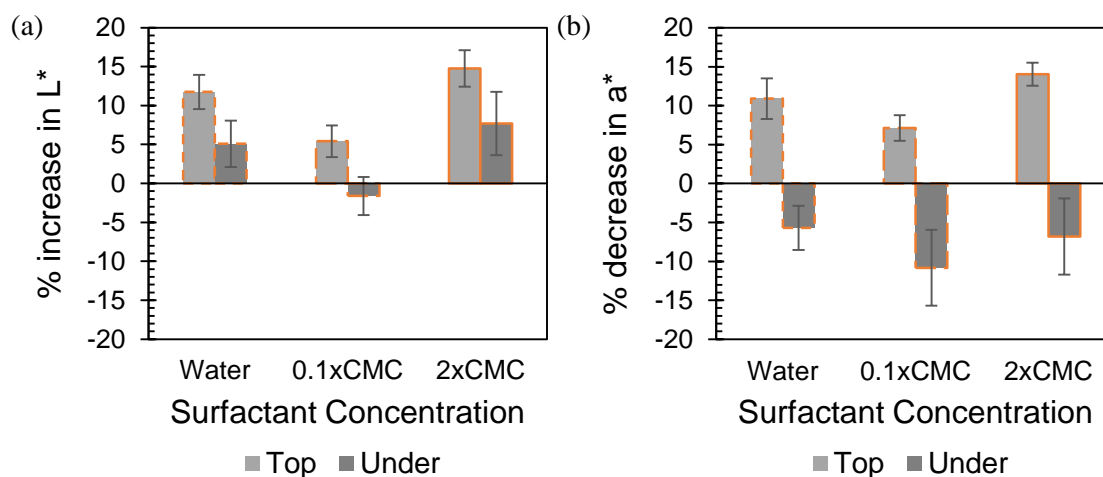 (a)
% increase in L*
20
15
10
5
0
-5
-10
-15
-20
Water 0.1xCMC 2xCMC
Surfactant Concentration
Top Under
(b)
% decrease in a*
20
15
10
5
0
-5
-10
-15
-20
Water 0.1xCMC 2xCMC
Surfactant Concentration
Top Under